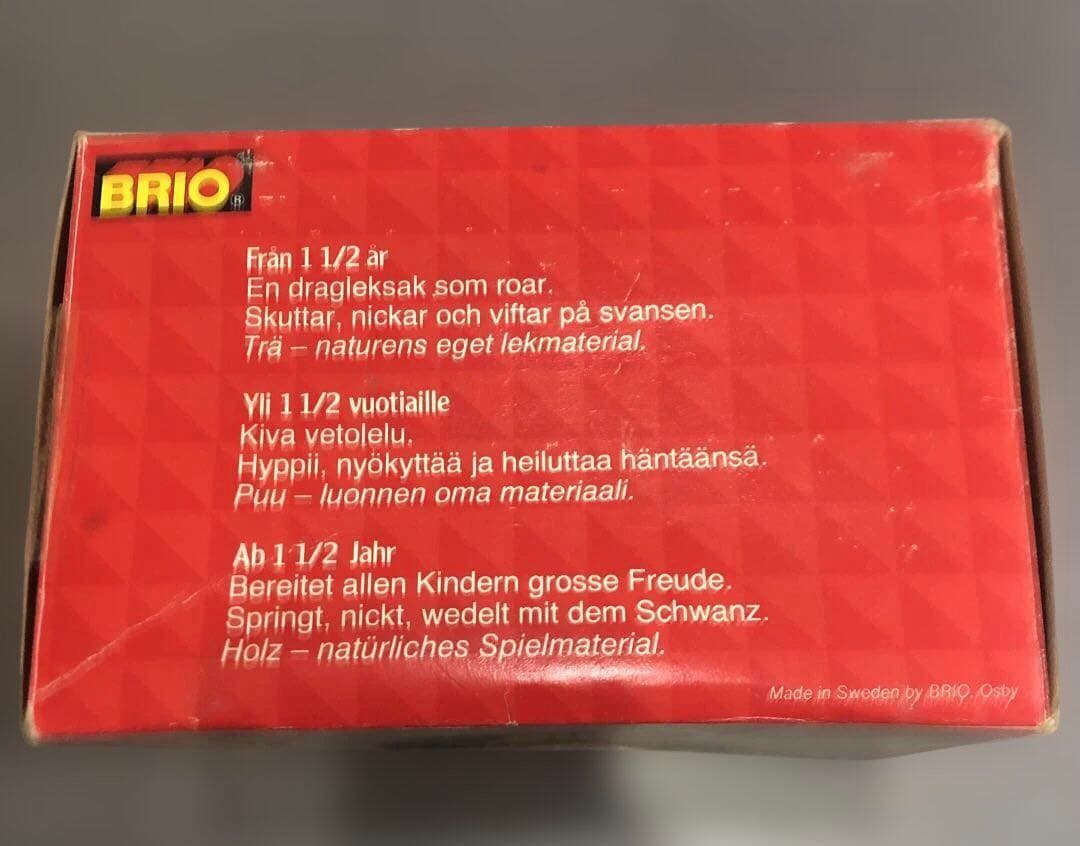 BRIO®
Från 1 1/2 år
En dragleksak som roar.
Skuttar, nickar och viftar på svansen.
Trä – naturens eget lekmaterial.
Yli 1 1/2 vuotiaille
Kiva vetolelu.
Hyppii, nyökyttää ja heiluttaa häntäänsä.
Puu – luonnen oma materiaali.
Ab 1 1/2 Jahr
Bereitet allen Kindern grosse Freude.
Springt, nickt, wedelt mit dem Schwanz.
Holz – natürliches Spielmaterial.
Made in Sweden by BRIO, Osby